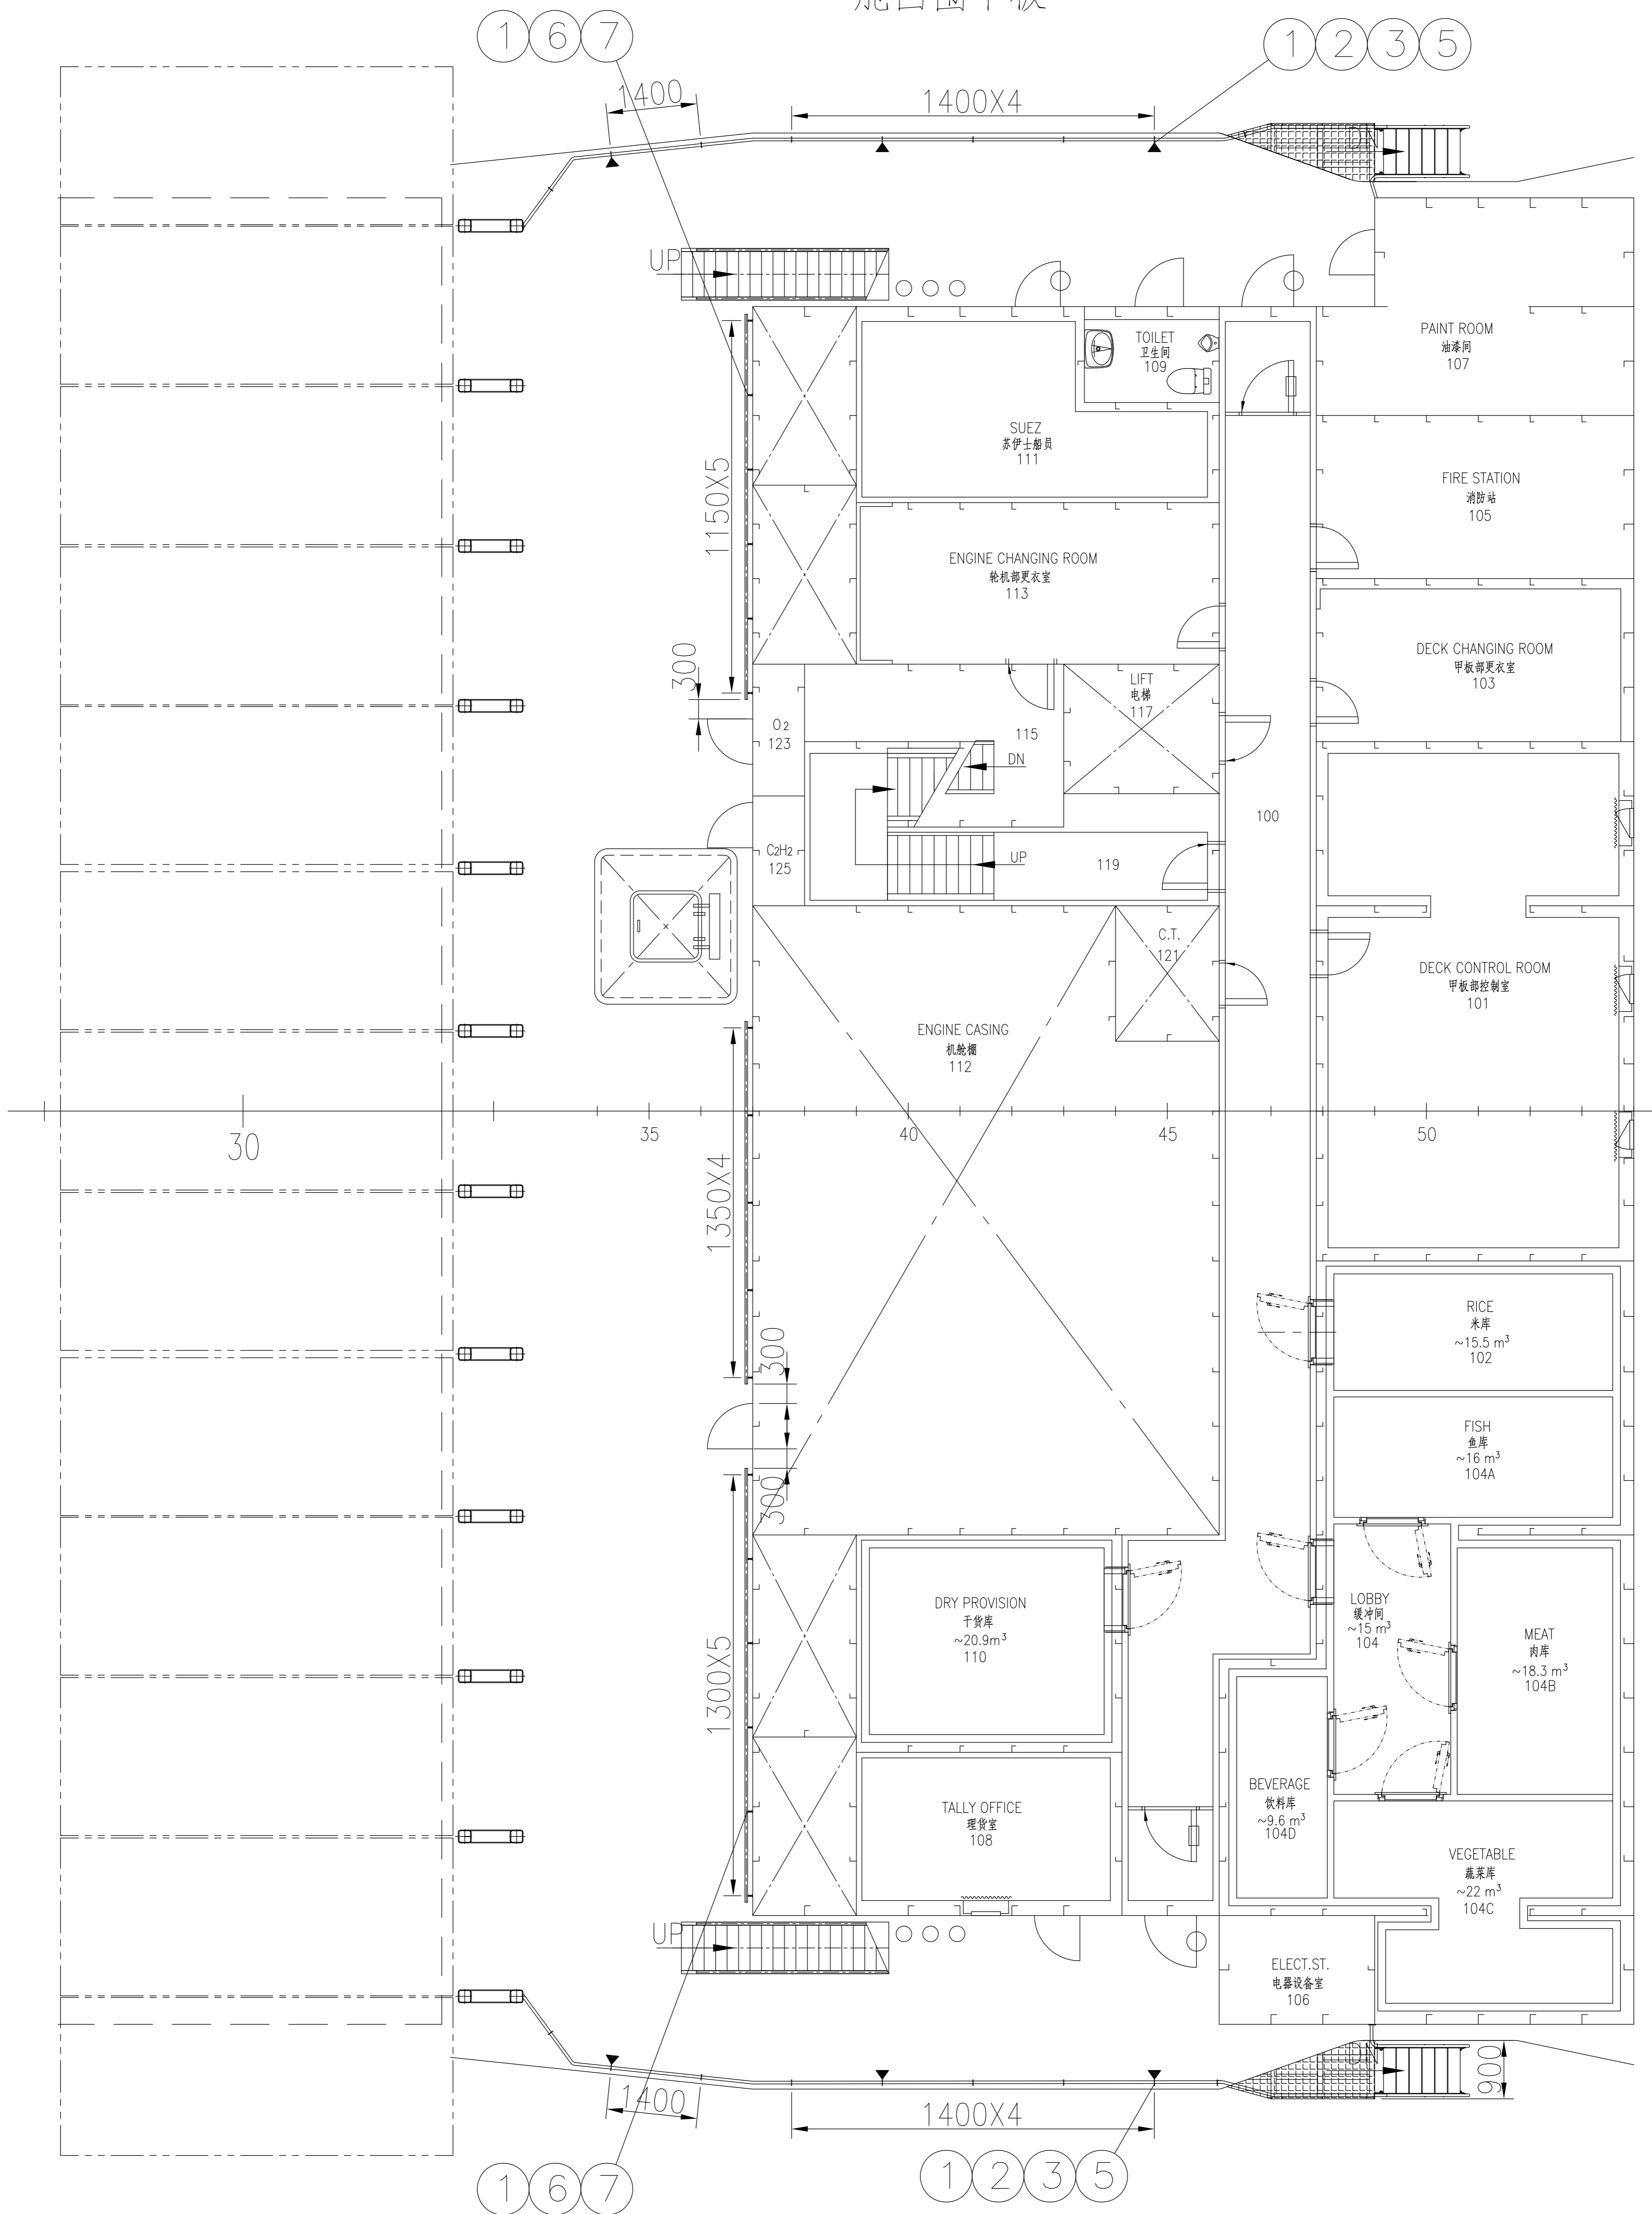 舱口围平板
1 6 7
1 2 3 5
1400
1400X4
UP
TOILET
卫生间
109
PAINT ROOM
油漆间
107
SUEZ
苏伊士船员
111
1150X5
FIRE STATION
消防站
105
ENGINE CHANGING ROOM
轮机部更衣室
113
DECK CHANGING ROOM
甲板部更衣室
103
300
LIFT
电梯
117
O2
123
115
DN
100
C2H2
125
UP
119
C.T.
121
DECK CONTROL ROOM
甲板部控制室
101
ENGINE CASING
机舱棚
112
30
35
40
45
50
1350X4
RICE
米库
~15.5 m³
102
300
FISH
鱼库
~16 m³
104A
300
DRY PROVISION
干货库
~20.9m³
110
LOBBY
缓冲间
~15 m³
104
MEAT
肉库
~18.3 m³
104B
1300X5
BEVERAGE
饮料库
~9.6 m³
104D
TALLY OFFICE
理货室
108
VEGETABLE
蔬菜库
~22 m³
104C
UP
ELECT.ST.
电器设备室
106
900
1400
1400X4
1 6 7
1 2 3 5